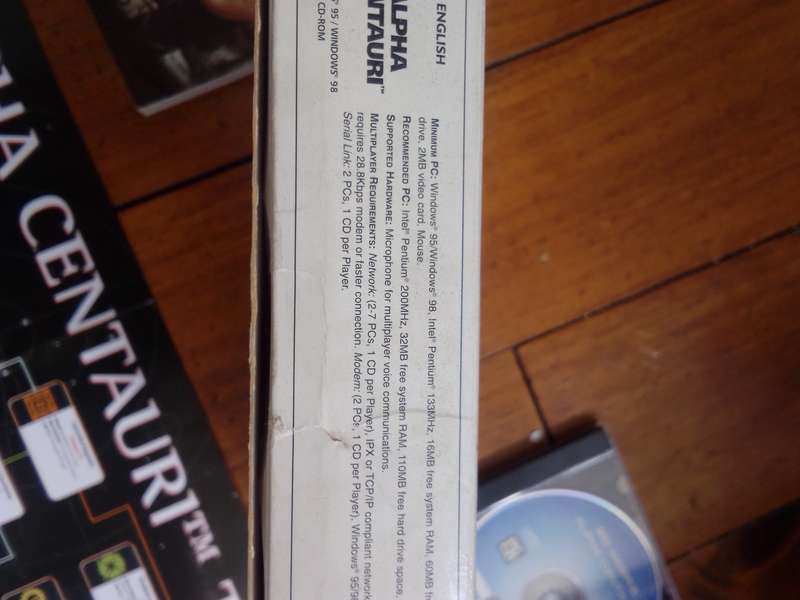 ENGLISH
ALPHA
NTAURI™
95 / WINDOWS® 98
CD-ROM
MINIMUM PC: Windows® 95/Windows® 98, Intel® Pentium® 133MHz, 16MB free system RAM, 60MB
drive. 2MB video card. Mouse.
RECOMMENDED PC: Intel® Pentium® 200MHz, 32MB free system RAM, 110MB free hard drive space.
SUPPORTED HARDWARE: Microphone for multiplayer voice communications.
MULTIPLAYER REQUIREMENTS: Network: (2-7 PCs, 1 CD per Player), IPX or TCP/IP compliant network
requires 28.8Kbps modem or faster connection. Modem: (2 PCs, 1 CD per Player), Windows® 95/98
Serial Link: 2 PCs, 1 CD per Player.
HA CENTAURI™ T